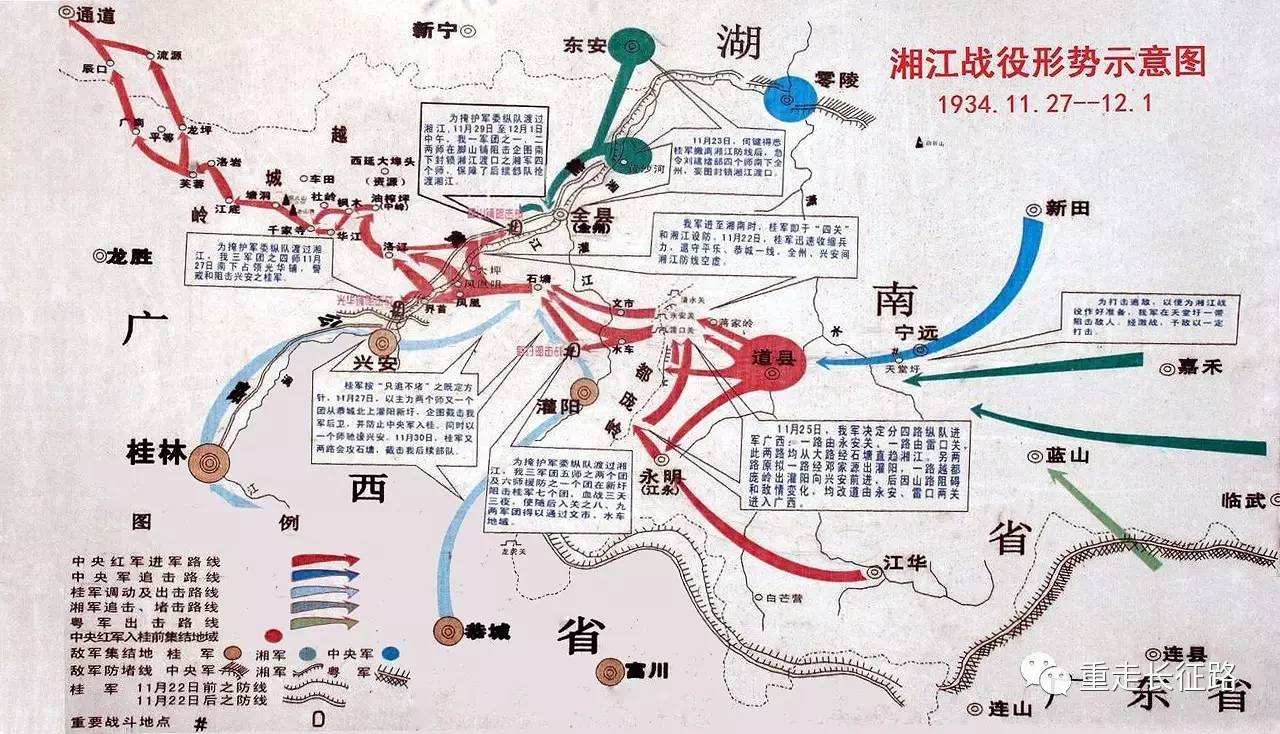 湘江战役形势示意图
1934.11.27--12.1
通道
流源
辰口
广南
平等
龙坪
芙蓉
洛岩
江底
塘洞
千家寺
华江
车田
社岭
枫木
油榨坪
(中岭)
西延大埠头
(资源)
越
城
岭
龙胜
新宁
东安
湖
零陵
全县
(全州)
新田
宁远
天堂圩
嘉禾
蓝山
临武
南
省
道县
蒋家岭
清水关
永安关
雷口关
文市
水车
石塘
大坪
凤凰
界首
兴安
灌阳
都
庞
岭
永明
(江永)
江华
白芒营
龙虎关
桂林
广
西
省
恭城
富川
连县
连山
广东省
为掩护军委纵队渡过
湘江,11月29日至12月1日
中午,我一军团之一、二
两师在脚山铺阻击企图南
下封锁湘江渡口之湘军四
个师,保障了后续部队抢
渡湘江。
11月23日,何键得悉
桂军撤离湘江防线后,急
令刘建绪部四个师南下全
州,妄图封锁湘江渡口。
我军进至湘南时,桂军即于“四关”
和湘江设防。11月22日,桂军迅速收缩兵
力,退守平乐、恭城一线,全州、兴安间
湘江防线空虚。
为掩护军委纵队渡过湘
江,我三军团之四师11月
27日南下占领光华铺,警
戒和阻击兴安之桂军。
为打击追敌,以便为湘江战
役作好准备,我军在天堂圩一带
阻击敌人,经激战,予敌以一定
打击。
桂军按“只追不堵”之既定方
针,11月27日,以主力两个师又一个
团从恭城北上灌阳新圩,企图截击我
军后卫,并防止中央军入桂,同时以
一个师驰援兴安。11月30日,桂军又
两路会攻石塘,截击我后续部队。
为掩护军委纵队渡过湘
江,我三军团五师之两个团
及六师援防之一个团在新圩
阻击桂军七个团,血战三天
三夜,使随后入关之八、九
两军团得以通过文市、水车
地域。
11月25日,我军决定分四路纵队进
军广西:一路由永安关、一路由雷口关,
此两路均从大路经石塘直趋湘江。另两
路原拟一路经邓家源出灌阳,一路越都
庞岭出灌阳向兴安前进,后因山路阻碍
和敌情变化,均改道由永安、雷口两关
进入广西。
图 例
中央红军进军路线
中央军追击路线
桂军调动及出击路线
湘军追击、堵击路线
粤军出击路线
中央红军入桂前集结地域
敌军集结地 桂军 湘军 中央军
敌军防堵线 中央军 湘军 粤军
桂军 11月22日前之防线
11月22日后之防线
重要战斗地点
重走长征路